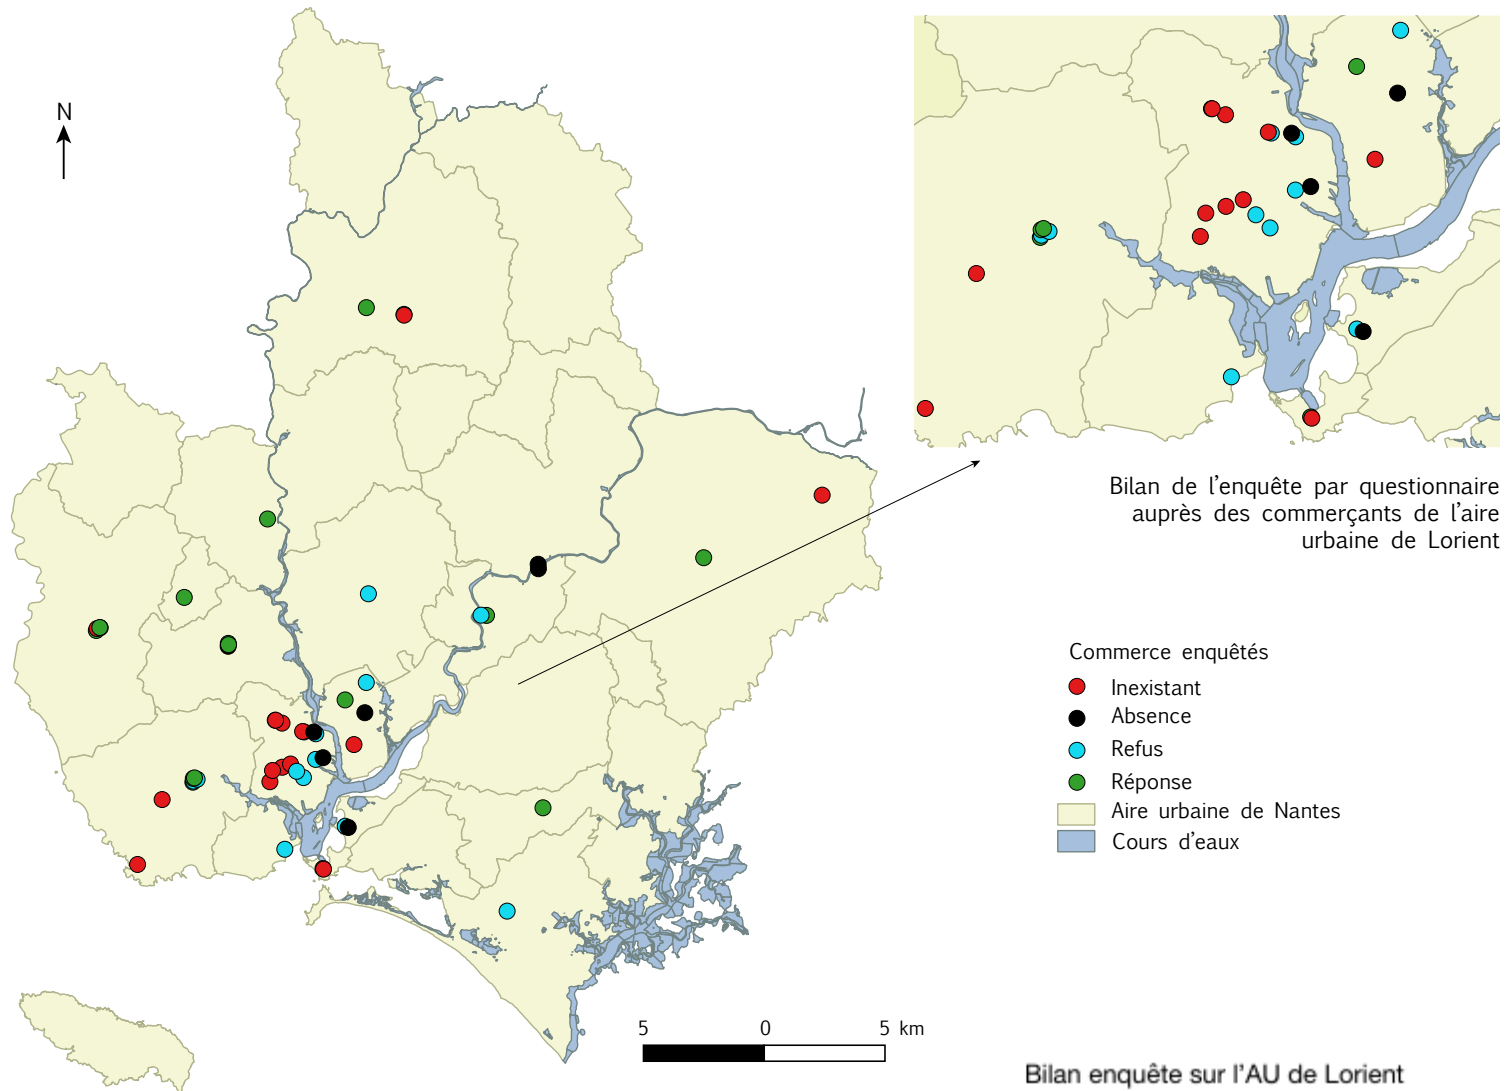 N
Bilan de l'enquête par questionnaire
auprès des commerçants de l'aire
urbaine de Lorient
Commerce enquêtés
Inexistant
Absence
Refus
Réponse
Aire urbaine de Nantes
Cours d'eaux
5 0 5 km
Bilan enquête sur l'AU de Lorient